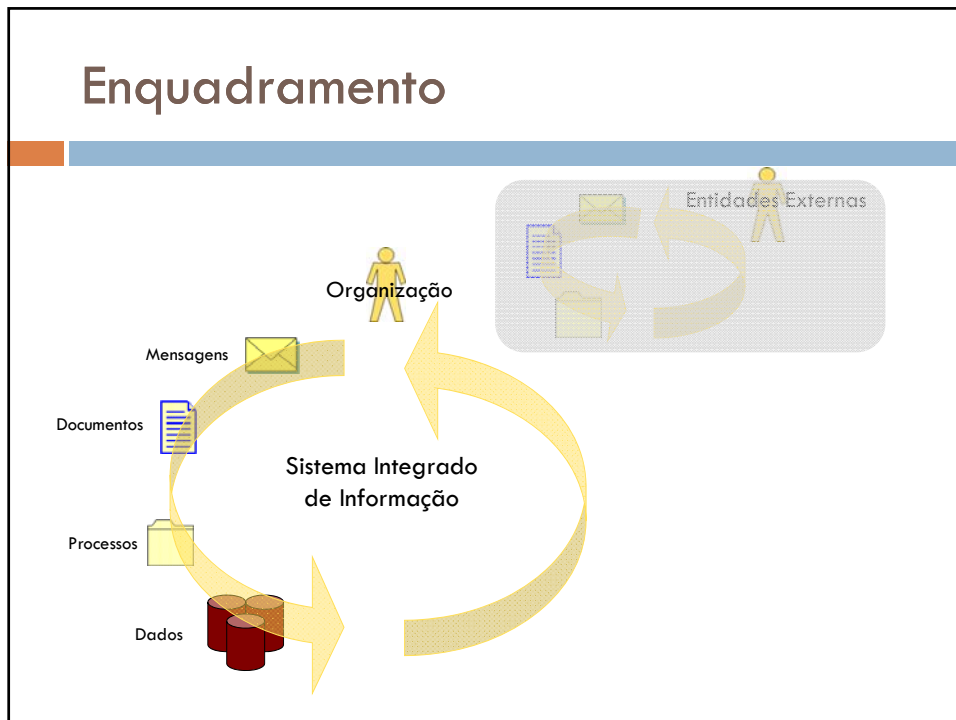 Enquadramento
Entidades Externas
Organização
Mensagens
Documentos
Sistema Integrado
de Informação
Processos
Dados